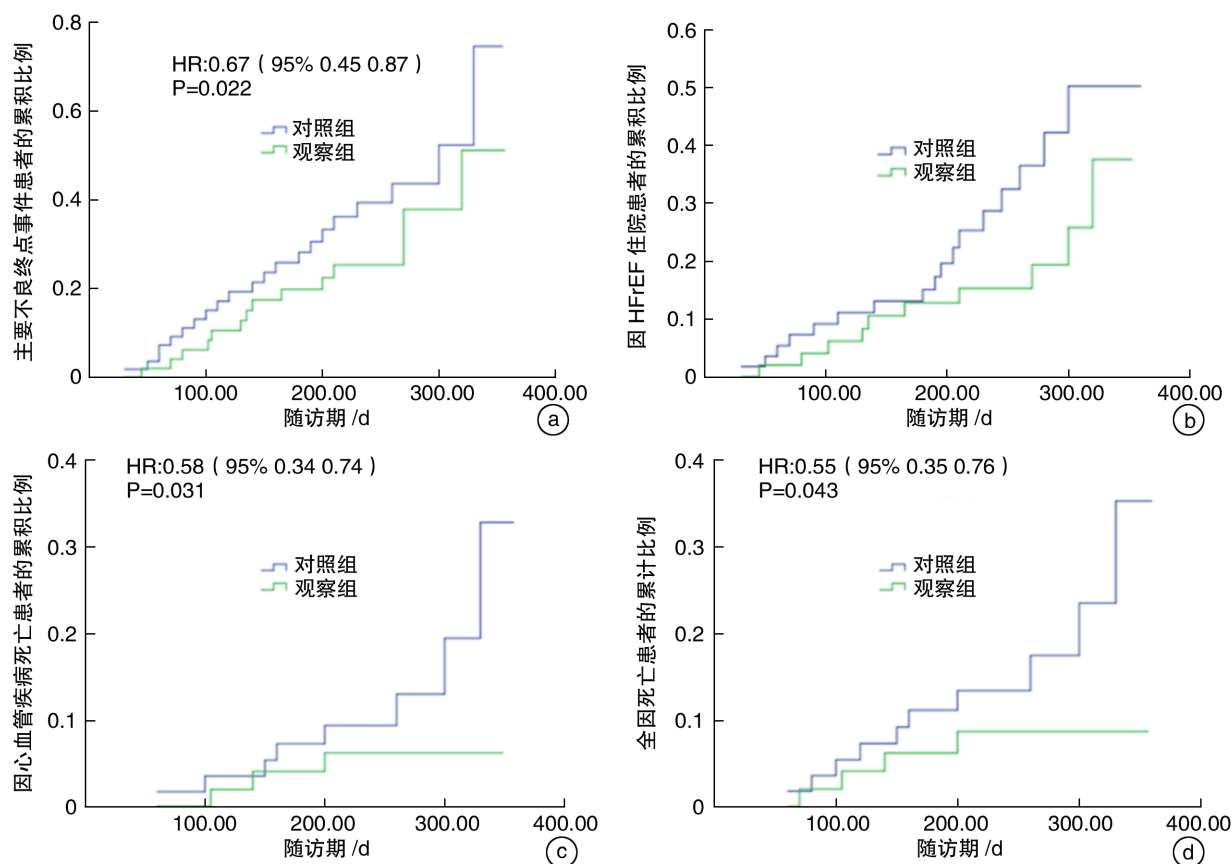 主要不良终点事件患者的累积比例
0.8
0.6
0.4
0.2
0
HR:0.67 ( 95% 0.45 0.87 )
P=0.022
对照组
观察组
100.00 200.00 300.00 400.00
随访期 /d
a
因 HFrEF 住院患者的累积比例
0.6
0.5
0.4
0.3
0.2
0.1
0
对照组
观察组
100.00 200.00 300.00 400.00
随访期 /d
b
因心血管疾病死亡患者的累积比例
0.4
0.3
0.2
0.1
0
HR:0.58 ( 95% 0.34 0.74 )
P=0.031
对照组
观察组
100.00 200.00 300.00 400.00
随访期 /d
c
全因死亡患者的累计比例
0.4
0.3
0.2
0.1
0
HR:0.55 ( 95% 0.35 0.76 )
P=0.043
对照组
观察组
100.00 200.00 300.00 400.00
随访期 /d
d